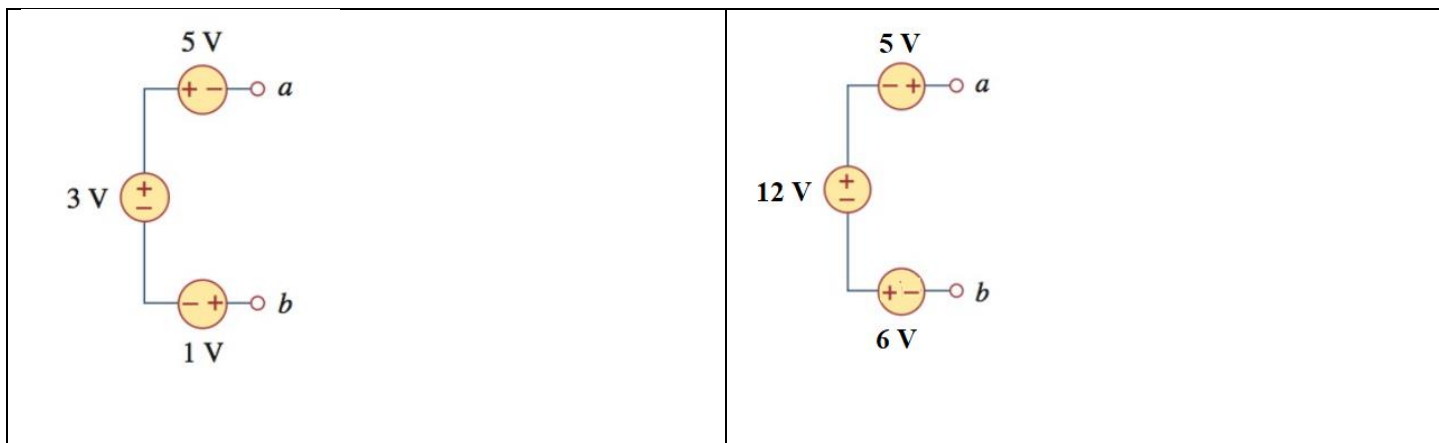 5 V
+ − a
3 V + −
− + b
1 V
5 V
− + a
12 V + −
+ − b
6 V